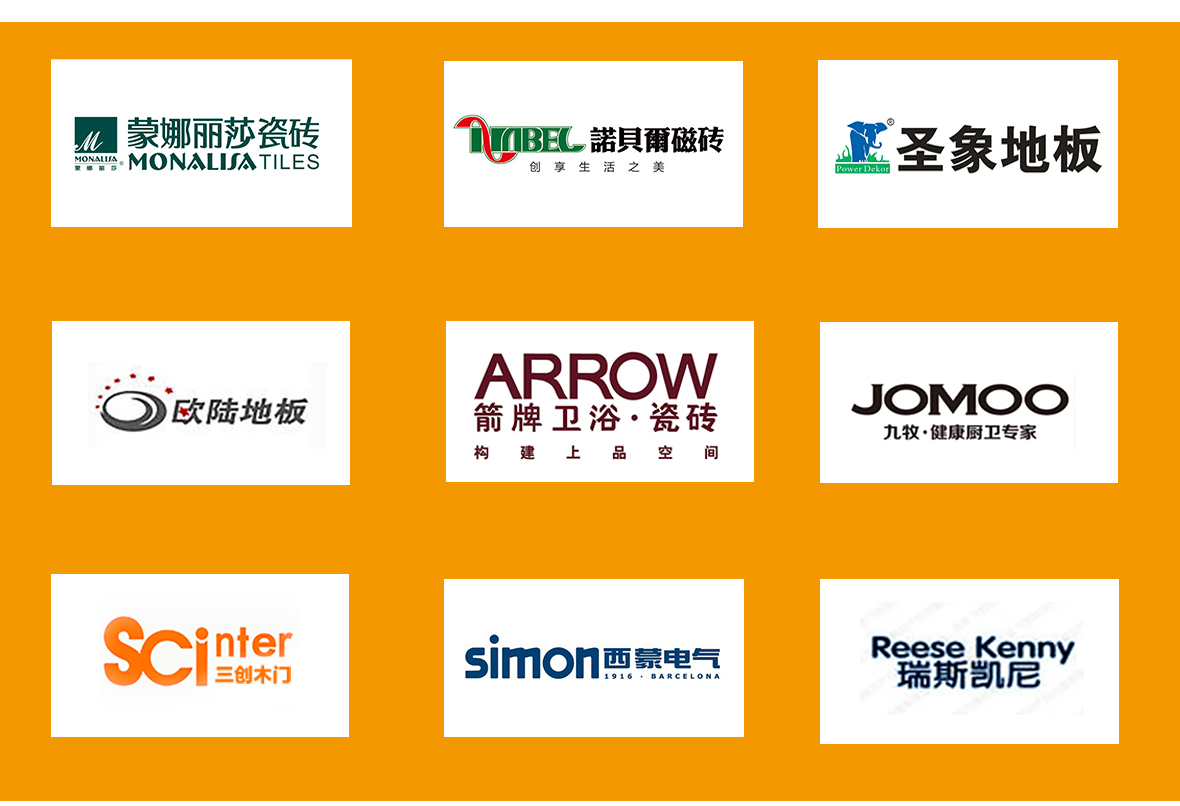 蒙娜丽莎瓷砖
MONALISA TILES
M
MONALISA
蒙娜丽莎
®
NABEL 諾貝爾磁砖
创享生活之美
®
圣象地板
Power Dekor
欧陆地板
ARROW
箭牌卫浴·瓷砖
构建上品空间
JOMOO
九牧·健康厨卫专家
SCinter
三创木门
simon 西蒙电气
1916 · BARCELONA
Reese Kenny
瑞斯凯尼